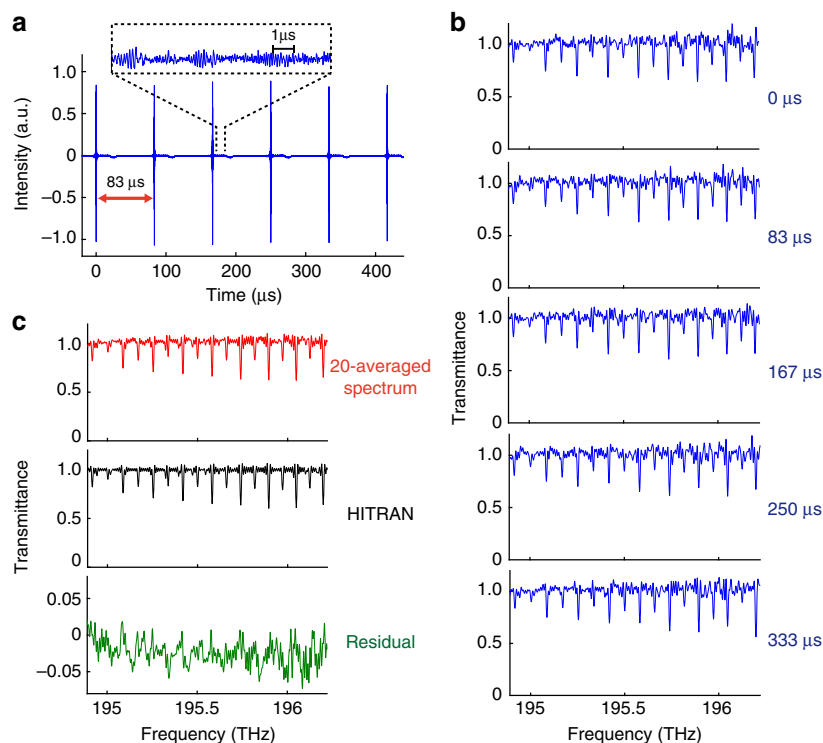 a
1μs
1.0
0.5
0
−0.5
−1.0
Intensity (a.u.)
83 μs
0
100
200
300
400
Time (μs)
b
1.0
0.5
0 μs
1.0
0.5
0
83 μs
1.0
0.5
0
167 μs
1.0
0.5
0
250 μs
1.0
0.5
0
333 μs
Transmittance
195
195.5
196
Frequency (THz)
c
1.0
0.5
0
20-averaged
spectrum
1.0
0.5
0
HITRAN
0.05
0
−0.05
Residual
Transmittance
195
195.5
196
Frequency (THz)